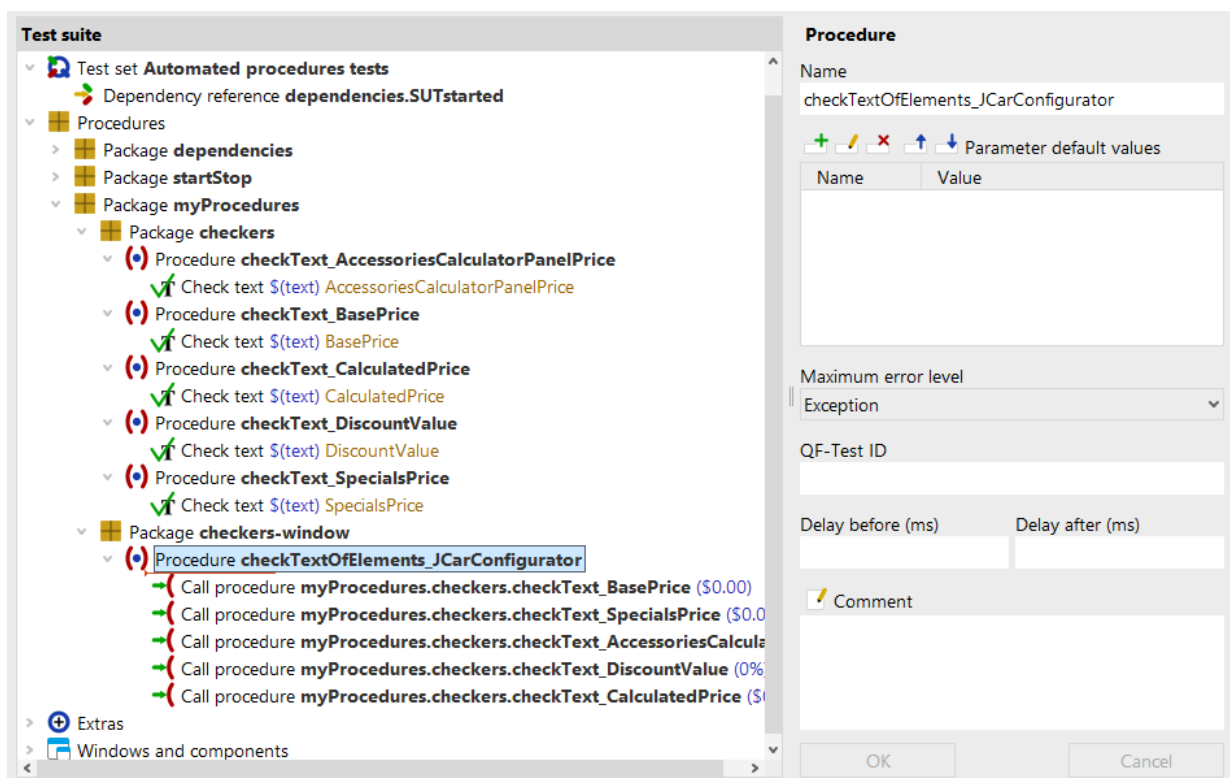 Test suite
Test set Automated procedures tests
Dependency reference dependencies.SUTstarted
Procedures
Package dependencies
Package startStop
Package myProcedures
Package checkers
Procedure checkText_AccessoriesCalculatorPanelPrice
Check text $(text) AccessoriesCalculatorPanelPrice
Procedure checkText_BasePrice
Check text $(text) BasePrice
Procedure checkText_CalculatedPrice
Check text $(text) CalculatedPrice
Procedure checkText_DiscountValue
Check text $(text) DiscountValue
Procedure checkText_SpecialsPrice
Check text $(text) SpecialsPrice
Package checkers-window
Procedure checkTextOfElements_JCarConfigurator
Call procedure myProcedures.checkers.checkText_BasePrice ($0.00)
Call procedure myProcedures.checkers.checkText_SpecialsPrice ($0.0
Call procedure myProcedures.checkers.checkText_AccessoriesCalcula
Call procedure myProcedures.checkers.checkText_DiscountValue (0%
Call procedure myProcedures.checkers.checkText_CalculatedPrice ($
Extras
Windows and components
Procedure
Name
checkTextOfElements_JCarConfigurator
Parameter default values
Name Value
Maximum error level
Exception
QF-Test ID
Delay before (ms) Delay after (ms)
Comment
OK Cancel